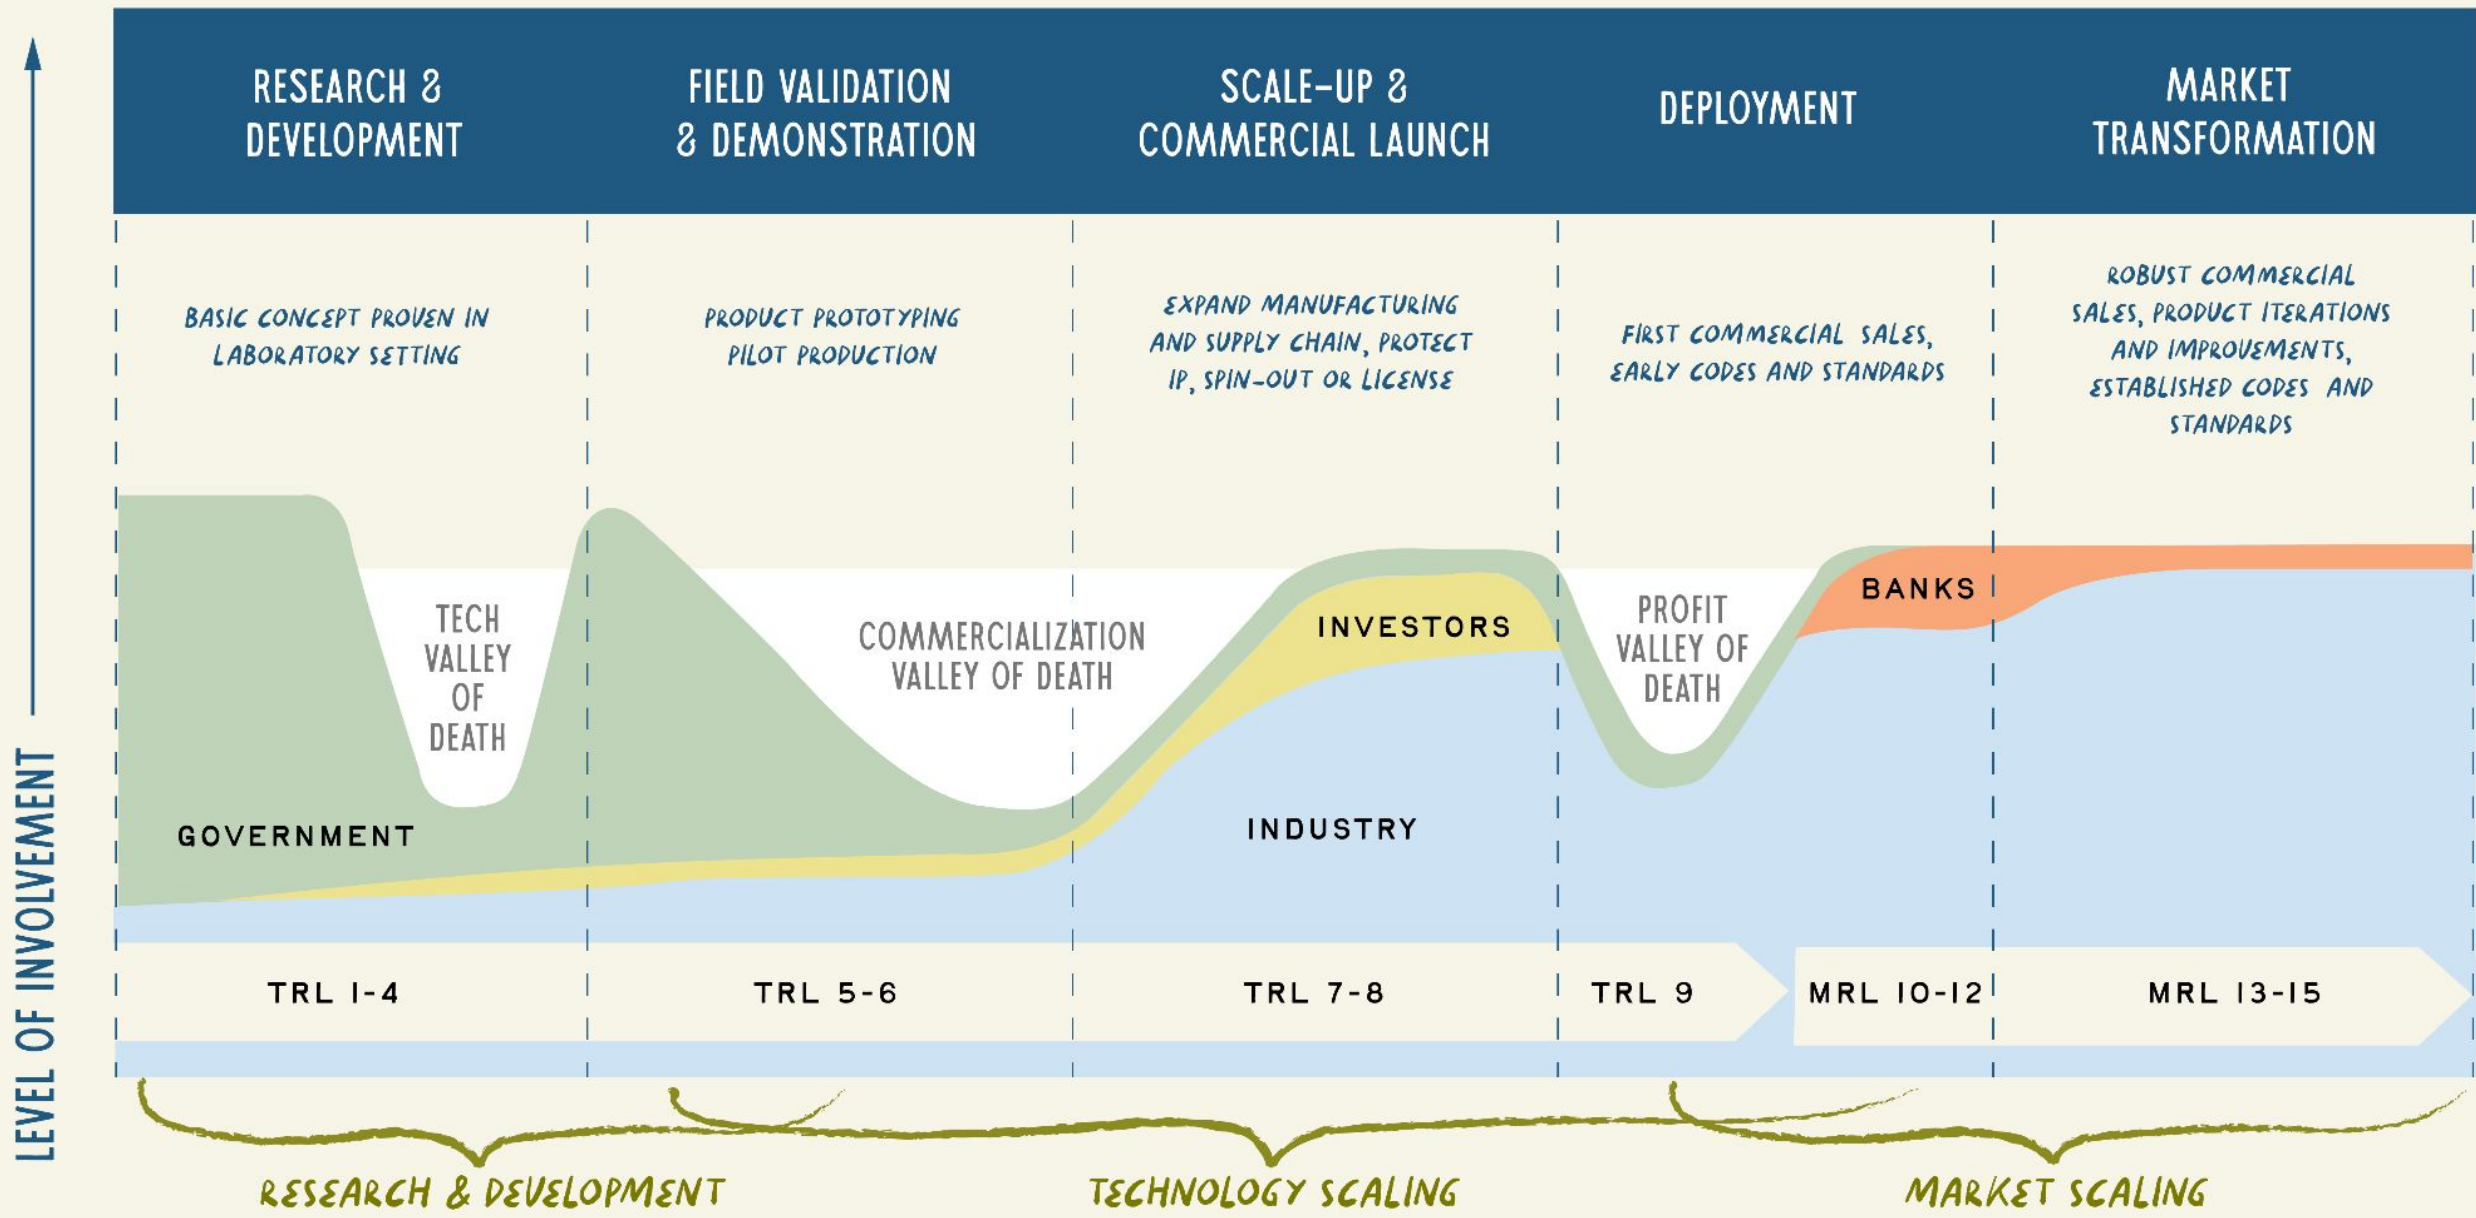 RESEARCH &
DEVELOPMENT
FIELD VALIDATION
& DEMONSTRATION
SCALE-UP &
COMMERCIAL LAUNCH
DEPLOYMENT
MARKET
TRANSFORMATION
BASIC CONCEPT PROVEN IN
LABORATORY SETTING
PRODUCT PROTOTYPING
PILOT PRODUCTION
EXPAND MANUFACTURING
AND SUPPLY CHAIN, PROTECT
IP, SPIN-OUT OR LICENSE
FIRST COMMERCIAL SALES,
EARLY CODES AND STANDARDS
ROBUST COMMERCIAL
SALES, PRODUCT ITERATIONS
AND IMPROVEMENTS,
ESTABLISHED CODES AND
STANDARDS
TECH
VALLEY
OF
DEATH
COMMERCIALIZATION
VALLEY OF DEATH
INVESTORS
PROFIT
VALLEY OF
DEATH
BANKS
GOVERNMENT
INDUSTRY
LEVEL OF INVOLVEMENT
TRL 1-4
TRL 5-6
TRL 7-8
TRL 9
MRL 10-12
MRL 13-15
RESEARCH & DEVELOPMENT
TECHNOLOGY SCALING
MARKET SCALING